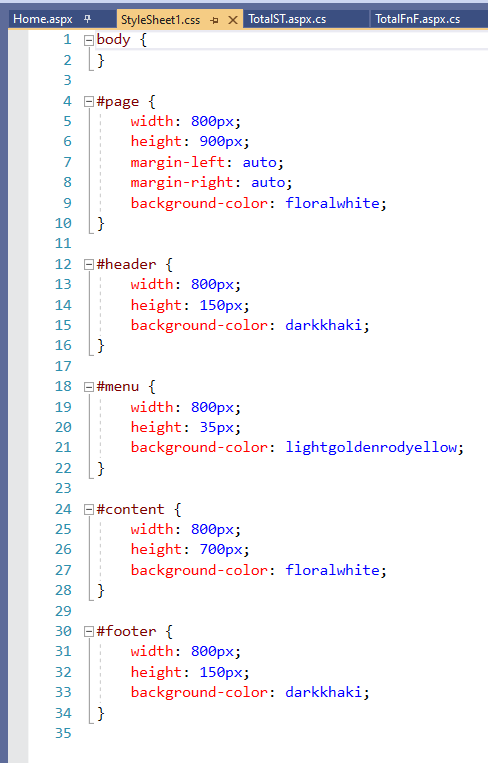 Home.aspx StyleSheet1.css TotalST.aspx.cs TotalFnF.aspx.cs
1 body {
2 }
3
4 #page {
5 width: 800px;
6 height: 900px;
7 margin-left: auto;
8 margin-right: auto;
9 background-color: floralwhite;
10 }
11
12 #header {
13 width: 800px;
14 height: 150px;
15 background-color: darkkhaki;
16 }
17
18 #menu {
19 width: 800px;
20 height: 35px;
21 background-color: lightgoldenrodyellow;
22 }
23
24 #content {
25 width: 800px;
26 height: 700px;
27 background-color: floralwhite;
28 }
29
30 #footer {
31 width: 800px;
32 height: 150px;
33 background-color: darkkhaki;
34 }
35